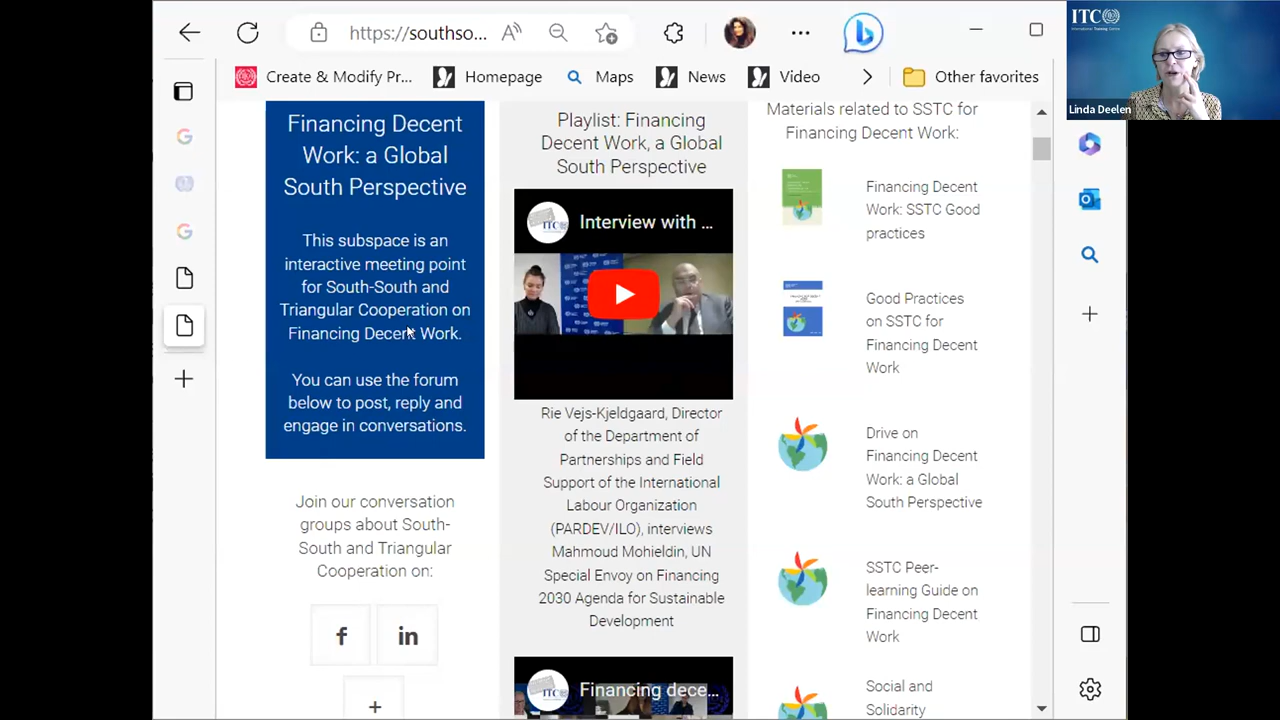 https://southso...
Create & Modify Pr...
Homepage
Maps
News
Video
Other favorites
ITC
International Training Centre
Linda Deelen
Financing Decent
Work: a Global
South Perspective
This subspace is an
interactive meeting point
for South-South and
Triangular Cooperation on
Financing Decent Work.
You can use the forum
below to post, reply and
engage in conversations.
Join our conversation
groups about South-
South and Triangular
Cooperation on:
f
in
Playlist: Financing
Decent Work, a Global
South Perspective
ITC
Interview with ...
Rie Vejs-Kjeldgaard, Director
of the Department of
Partnerships and Field
Support of the International
Labour Organization
(PARDEV/ILO), interviews
Mahmoud Mohieldin, UN
Special Envoy on Financing
2030 Agenda for Sustainable
Development
ITC
Financing dece...
Materials related to SSTC for
Financing Decent Work:
Financing Decent
Work: SSTC Good
practices
Good Practices
on SSTC for
Financing Decent
Work
Drive on
Financing Decent
Work: a Global
South Perspective
SSTC Peer-
learning Guide on
Financing Decent
Work
Social and
Solidarity